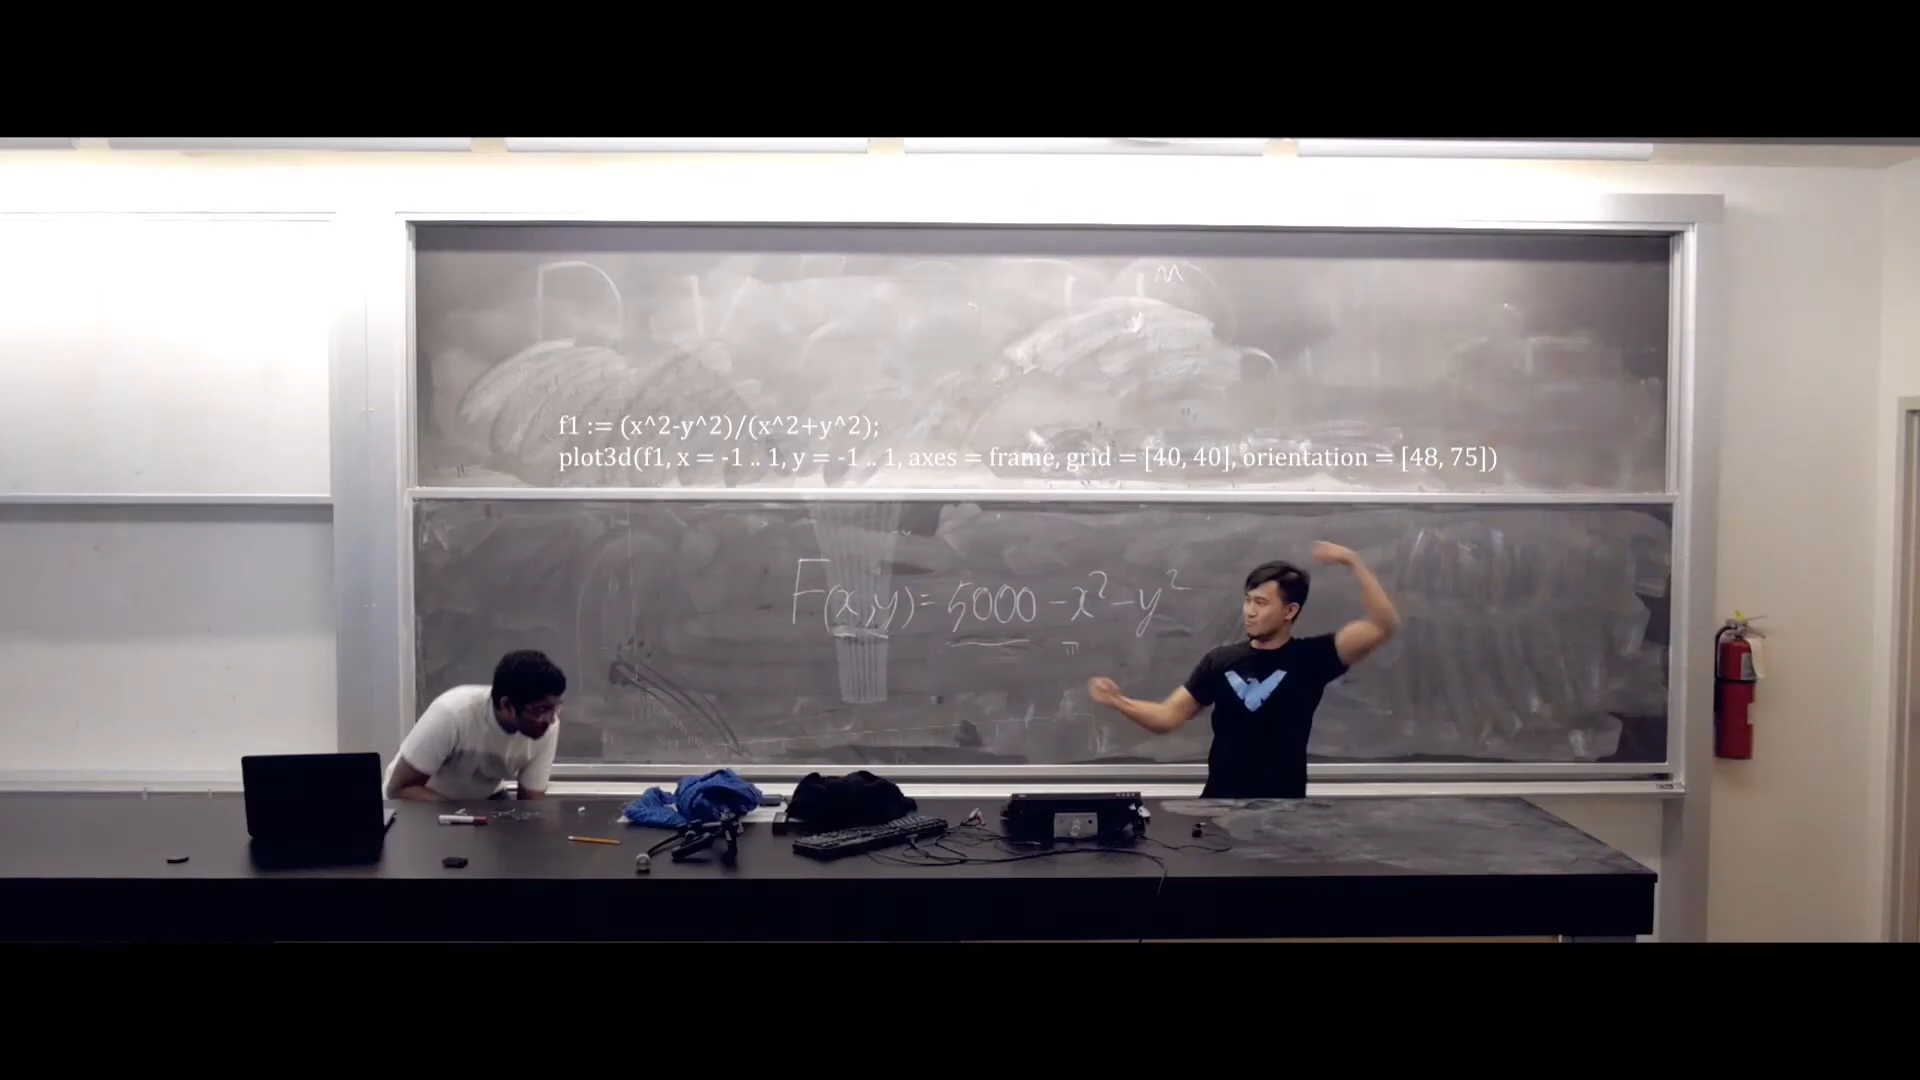 M
f1 := (x^2-y^2)/(x^2+y^2);
plot3d(f1, x = -1 .. 1, y = -1 .. 1, axes = frame, grid = [40, 40], orientation = [48, 75])
F(x,y)= 5000 -x² -y²